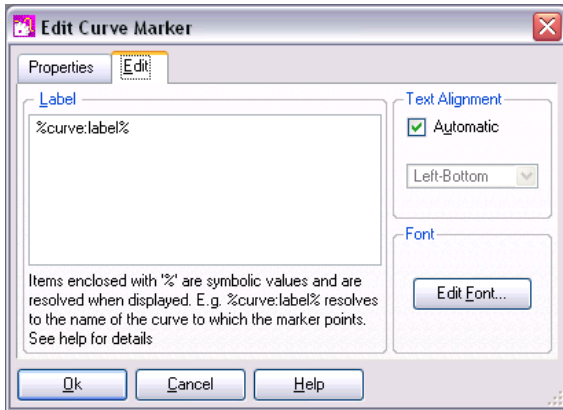 Edit Curve Marker
Properties
Edit
Label
%curve:label%
Items enclosed with '%' are symbolic values and are
resolved when displayed. E.g. %curve:label% resolves
to the name of the curve to which the marker points.
See help for details
Text Alignment
Automatic
Left-Bottom
Font
Edit Font...
Ok
Cancel
Help